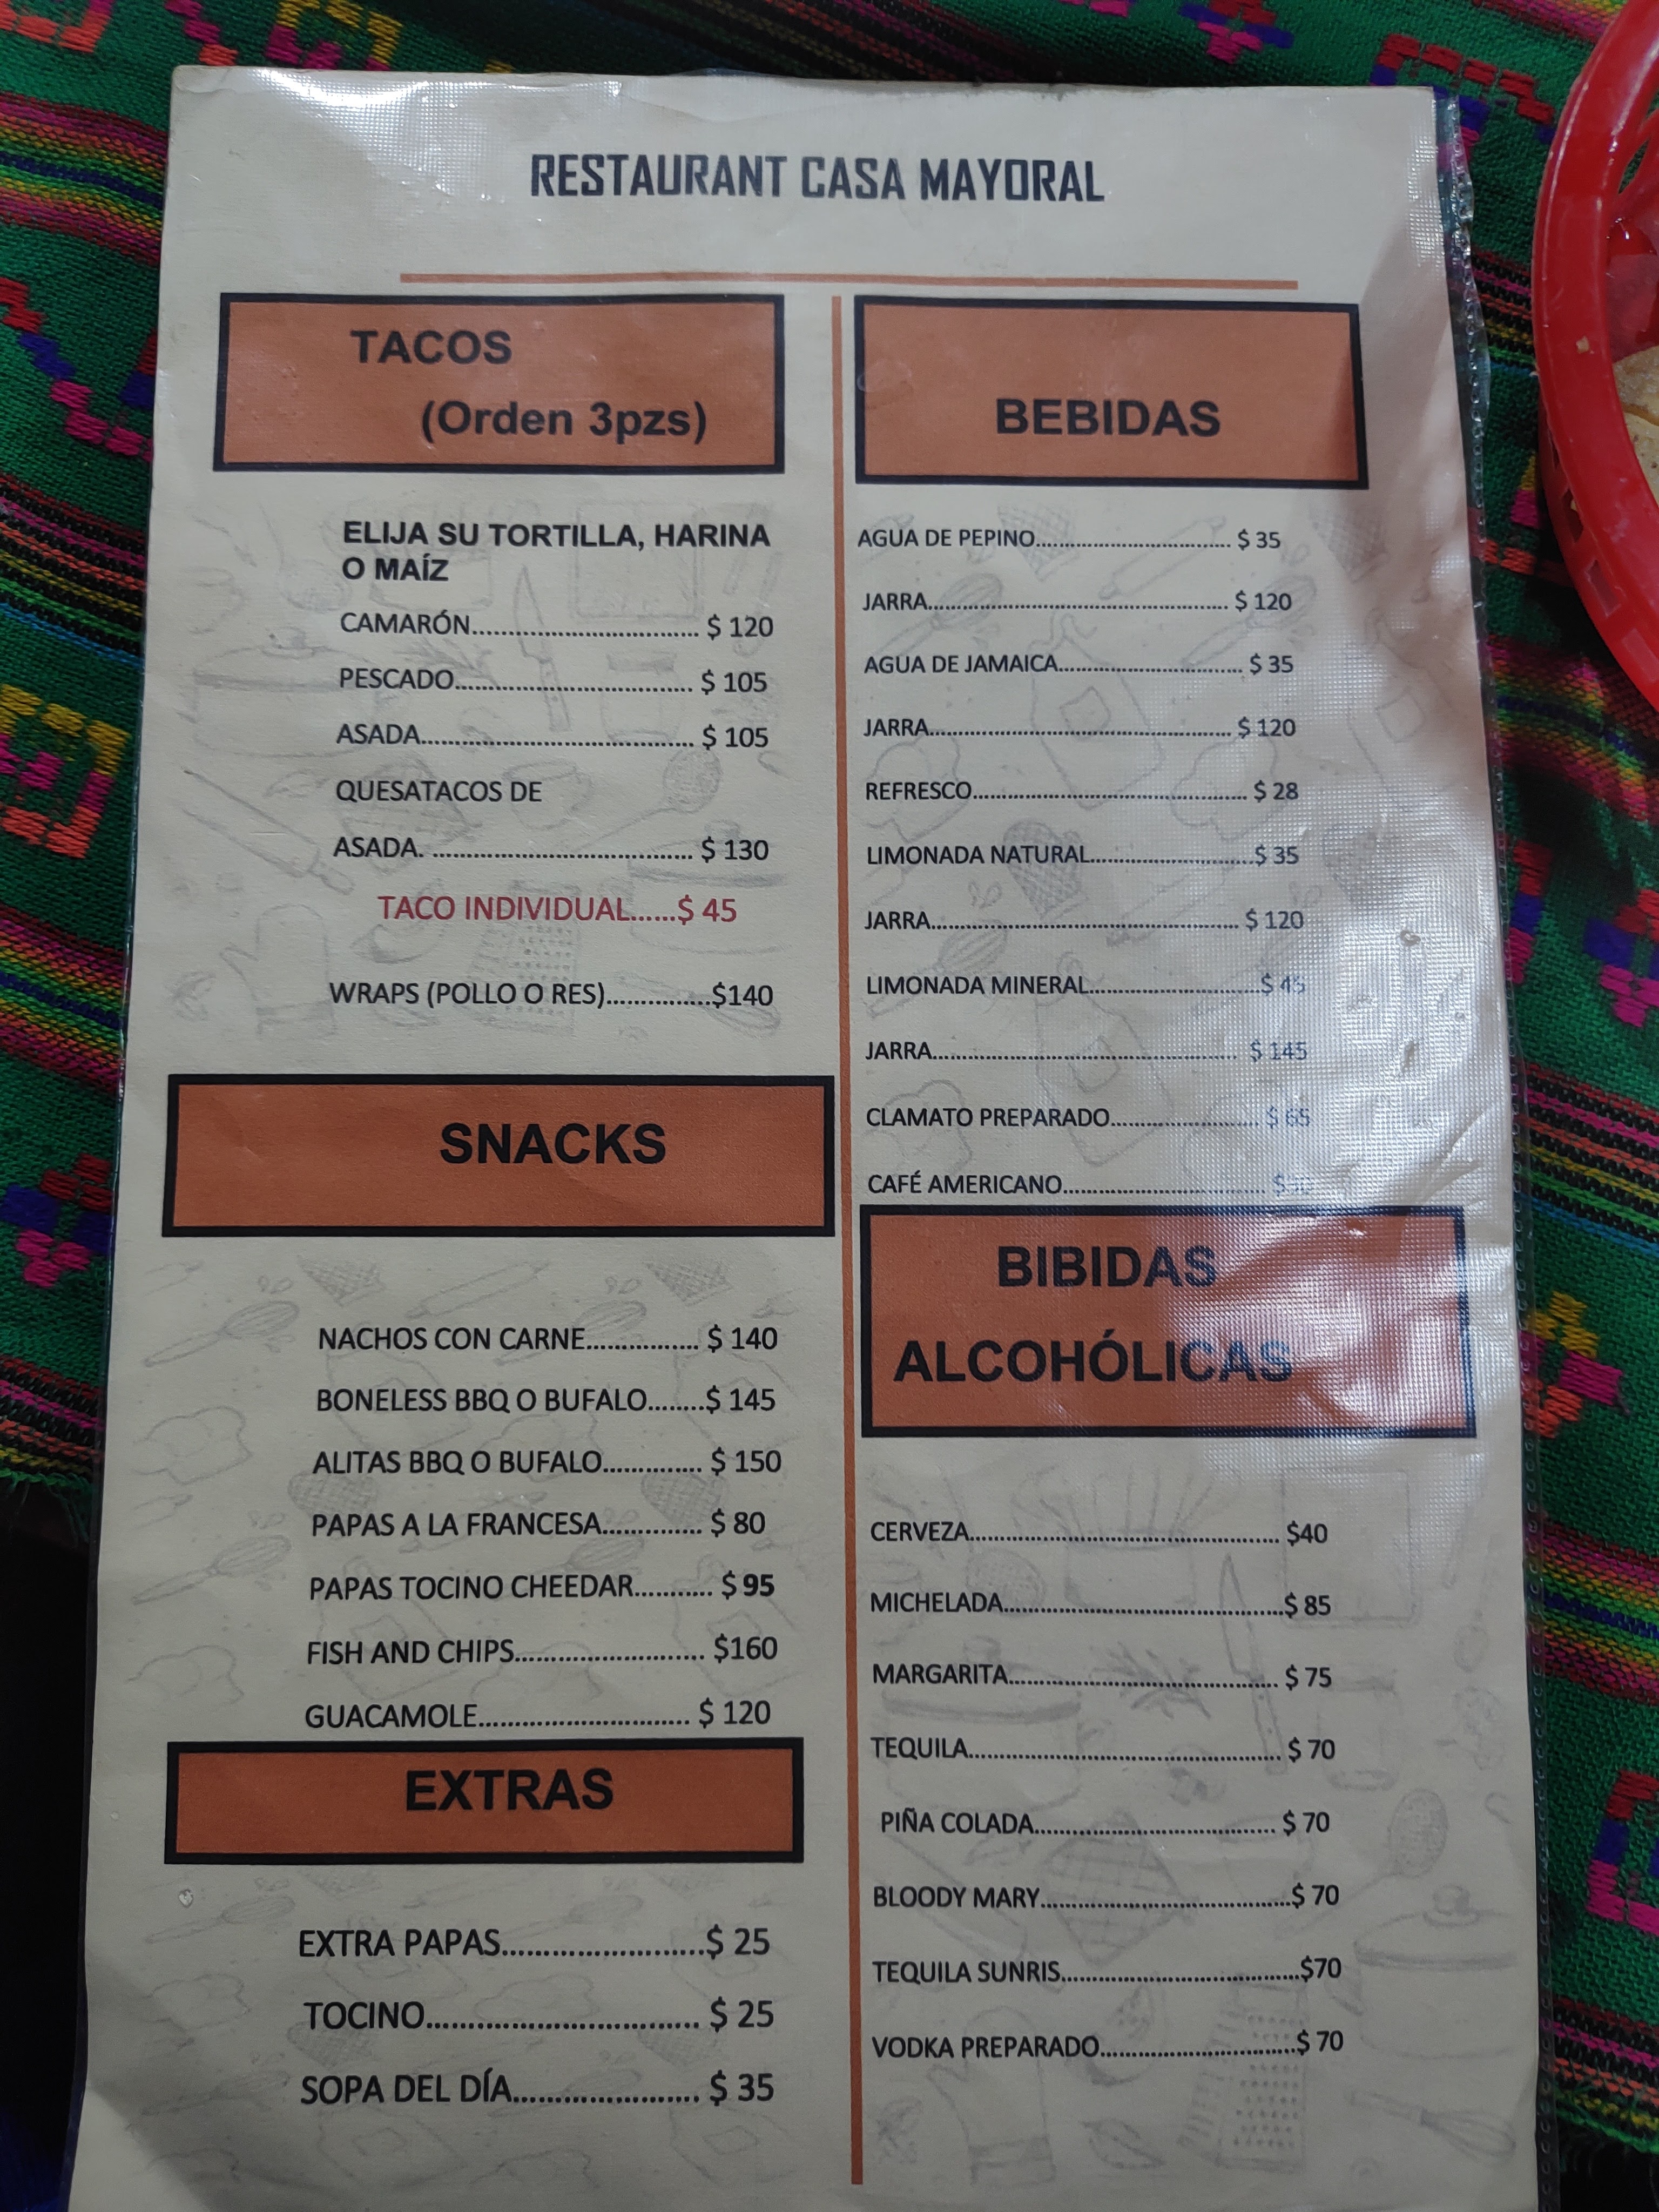 RESTAURANT CASA MAYORAL
TACOS
(Orden 3pzs)
ELIJA SU TORTILLA, HARINA
O MAÍZ
CAMARÓN.............................. $ 120
PESCADO................................ $ 105
ASADA.................................... $ 105
QUESATACOS DE
ASADA. ................................... $ 130
TACO INDIVIDUAL......$ 45
WRAPS (POLLO O RES)..............$140
SNACKS
NACHOS CON CARNE................ $ 140
BONELESS BBQ O BUFALO........$ 145
ALITAS BBQ O BUFALO.............. $ 150
PAPAS A LA FRANCESA.............. $ 80
PAPAS TOCINO CHEEDAR........... $ 95
FISH AND CHIPS.......................... $160
GUACAMOLE............................. $ 120
EXTRAS
EXTRA PAPAS........................$ 25
TOCINO................................ $ 25
SOPA DEL DÍA...................... $ 35
BEBIDAS
AGUA DE PEPINO................................ $ 35
JARRA................................................. $ 120
AGUA DE JAMAICA.............................. $ 35
JARRA................................................. $ 120
REFRESCO............................................. $ 28
LIMONADA NATURAL...........................$ 35
JARRA.................................................. $ 120
LIMONADA MINERAL............................$ 45
JARRA.................................................. $ 145
CLAMATO PREPARADO........................ $ 65
CAFÉ AMERICANO................................. $
BIBIDAS
ALCOHÓLICAS
CERVEZA.................................................. $40
MICHELADA.............................................$ 85
MARGARITA............................................ $ 75
TEQUILA.................................................. $ 70
PIÑA COLADA....................................... $ 70
BLOODY MARY........................................$ 70
TEQUILA SUNRIS......................................$70
VODKA PREPARADO...............................$ 70